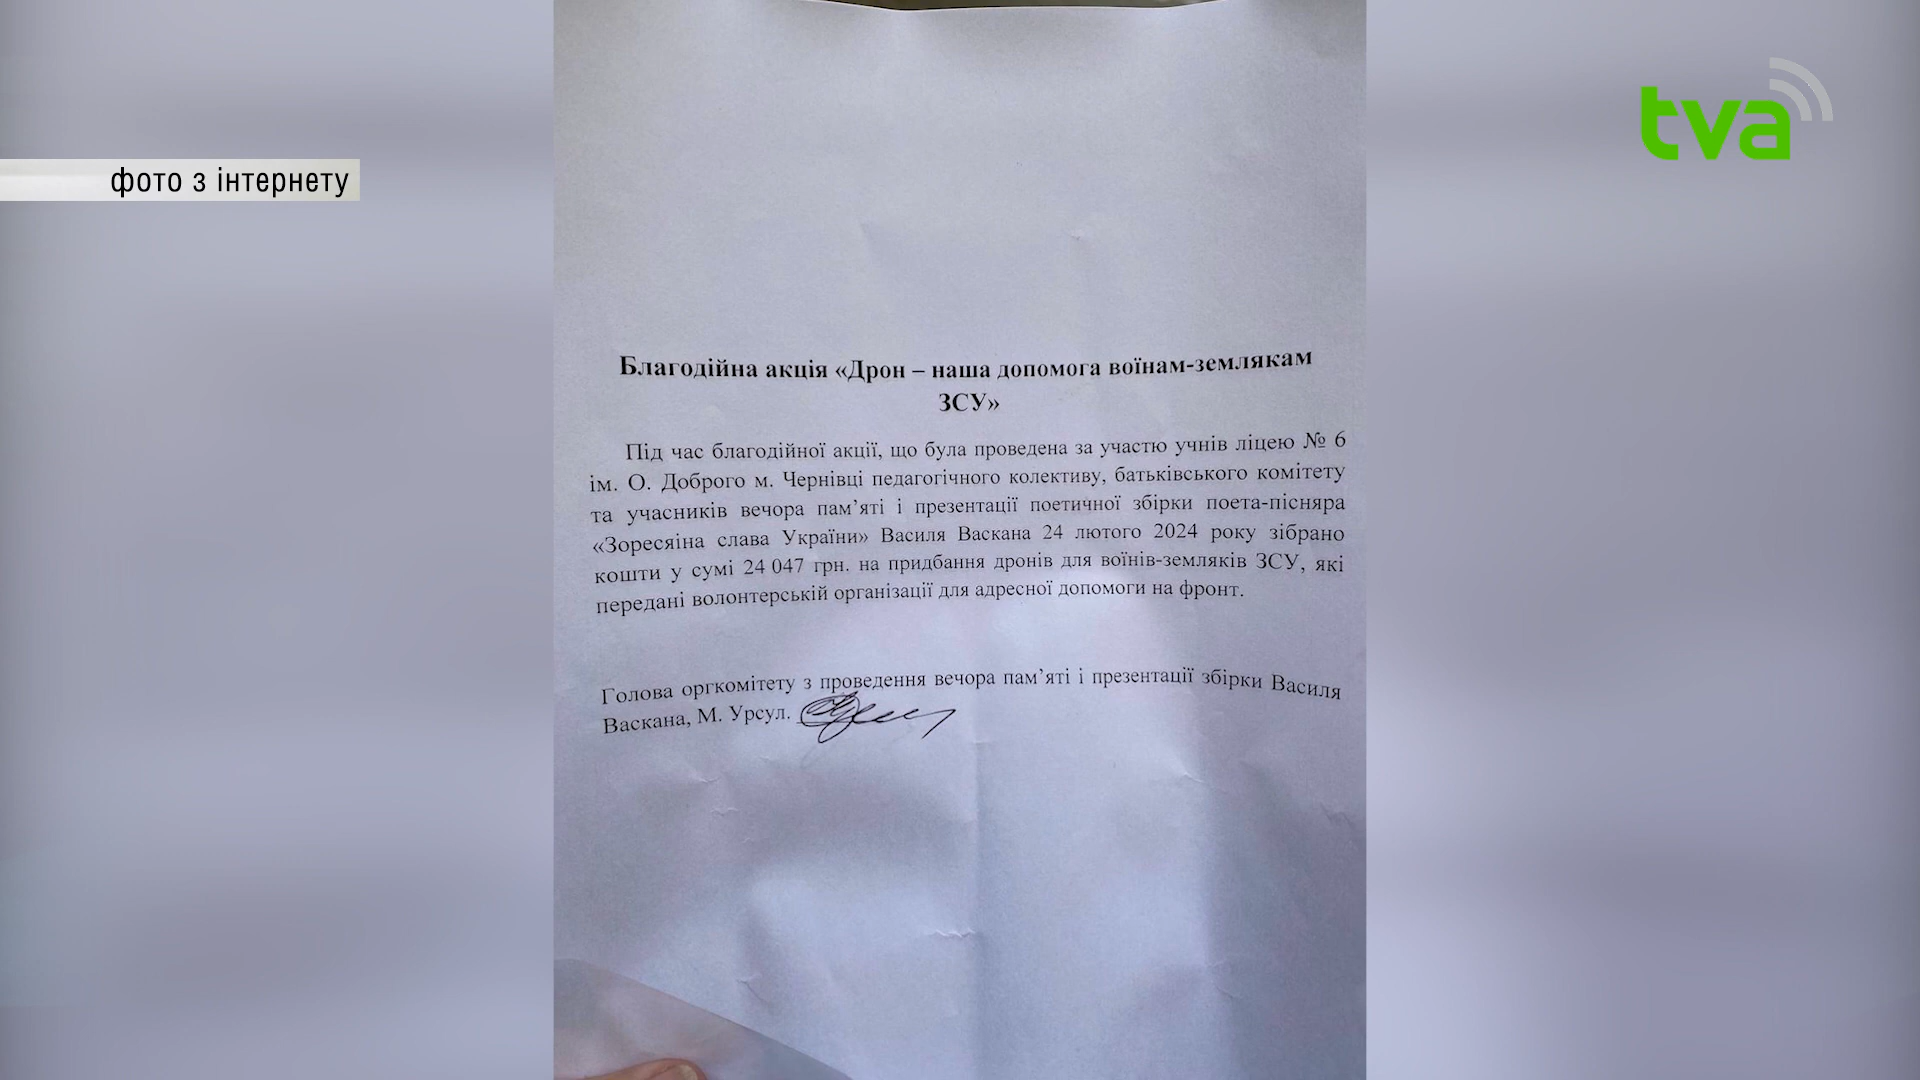 tva
фото з інтернету
Благодійна акція «Дрон – наша допомога воїнам-землякам
ЗСУ»
Під час благодійної акції, що була проведена за участю учнів ліцею № 6
ім. О. Доброго м. Чернівці педагогічного колективу, батьківського комітету
та учасників вечора пам’яті і презентації поетичної збірки поета-пісняра
«Зоресяіна слава України» Василя Васкана 24 лютого 2024 року зібрано
кошти у сумі 24 047 грн. на придбання дронів для воїнів-земляків ЗСУ, які
передані волонтерській організації для адресної допомоги на фронт.
Голова оргкомітету з проведення вечора пам’яті і презентації збірки Василя
Васкана, М. Урсул.